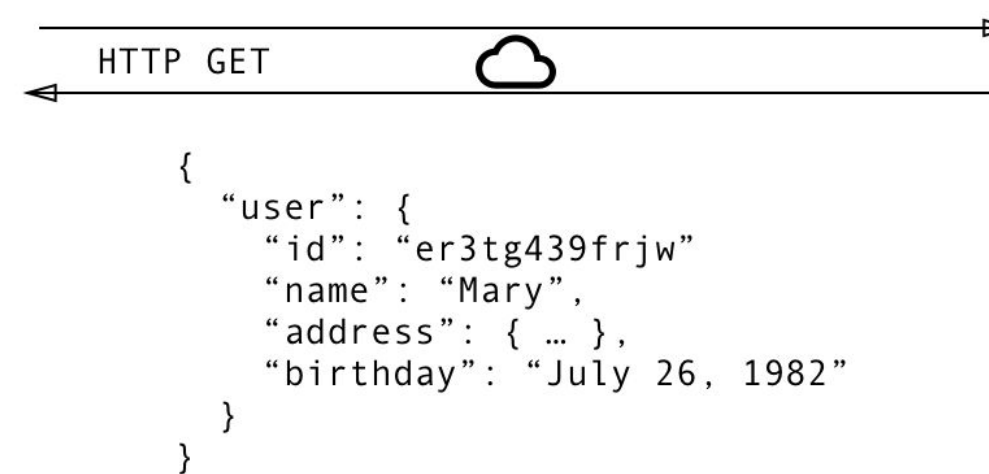 HTTP GET
{
“user”: {
“id”: “er3tg439frjw”
“name”: “Mary”,
“address”: { … },
“birthday”: “July 26, 1982”
}
}